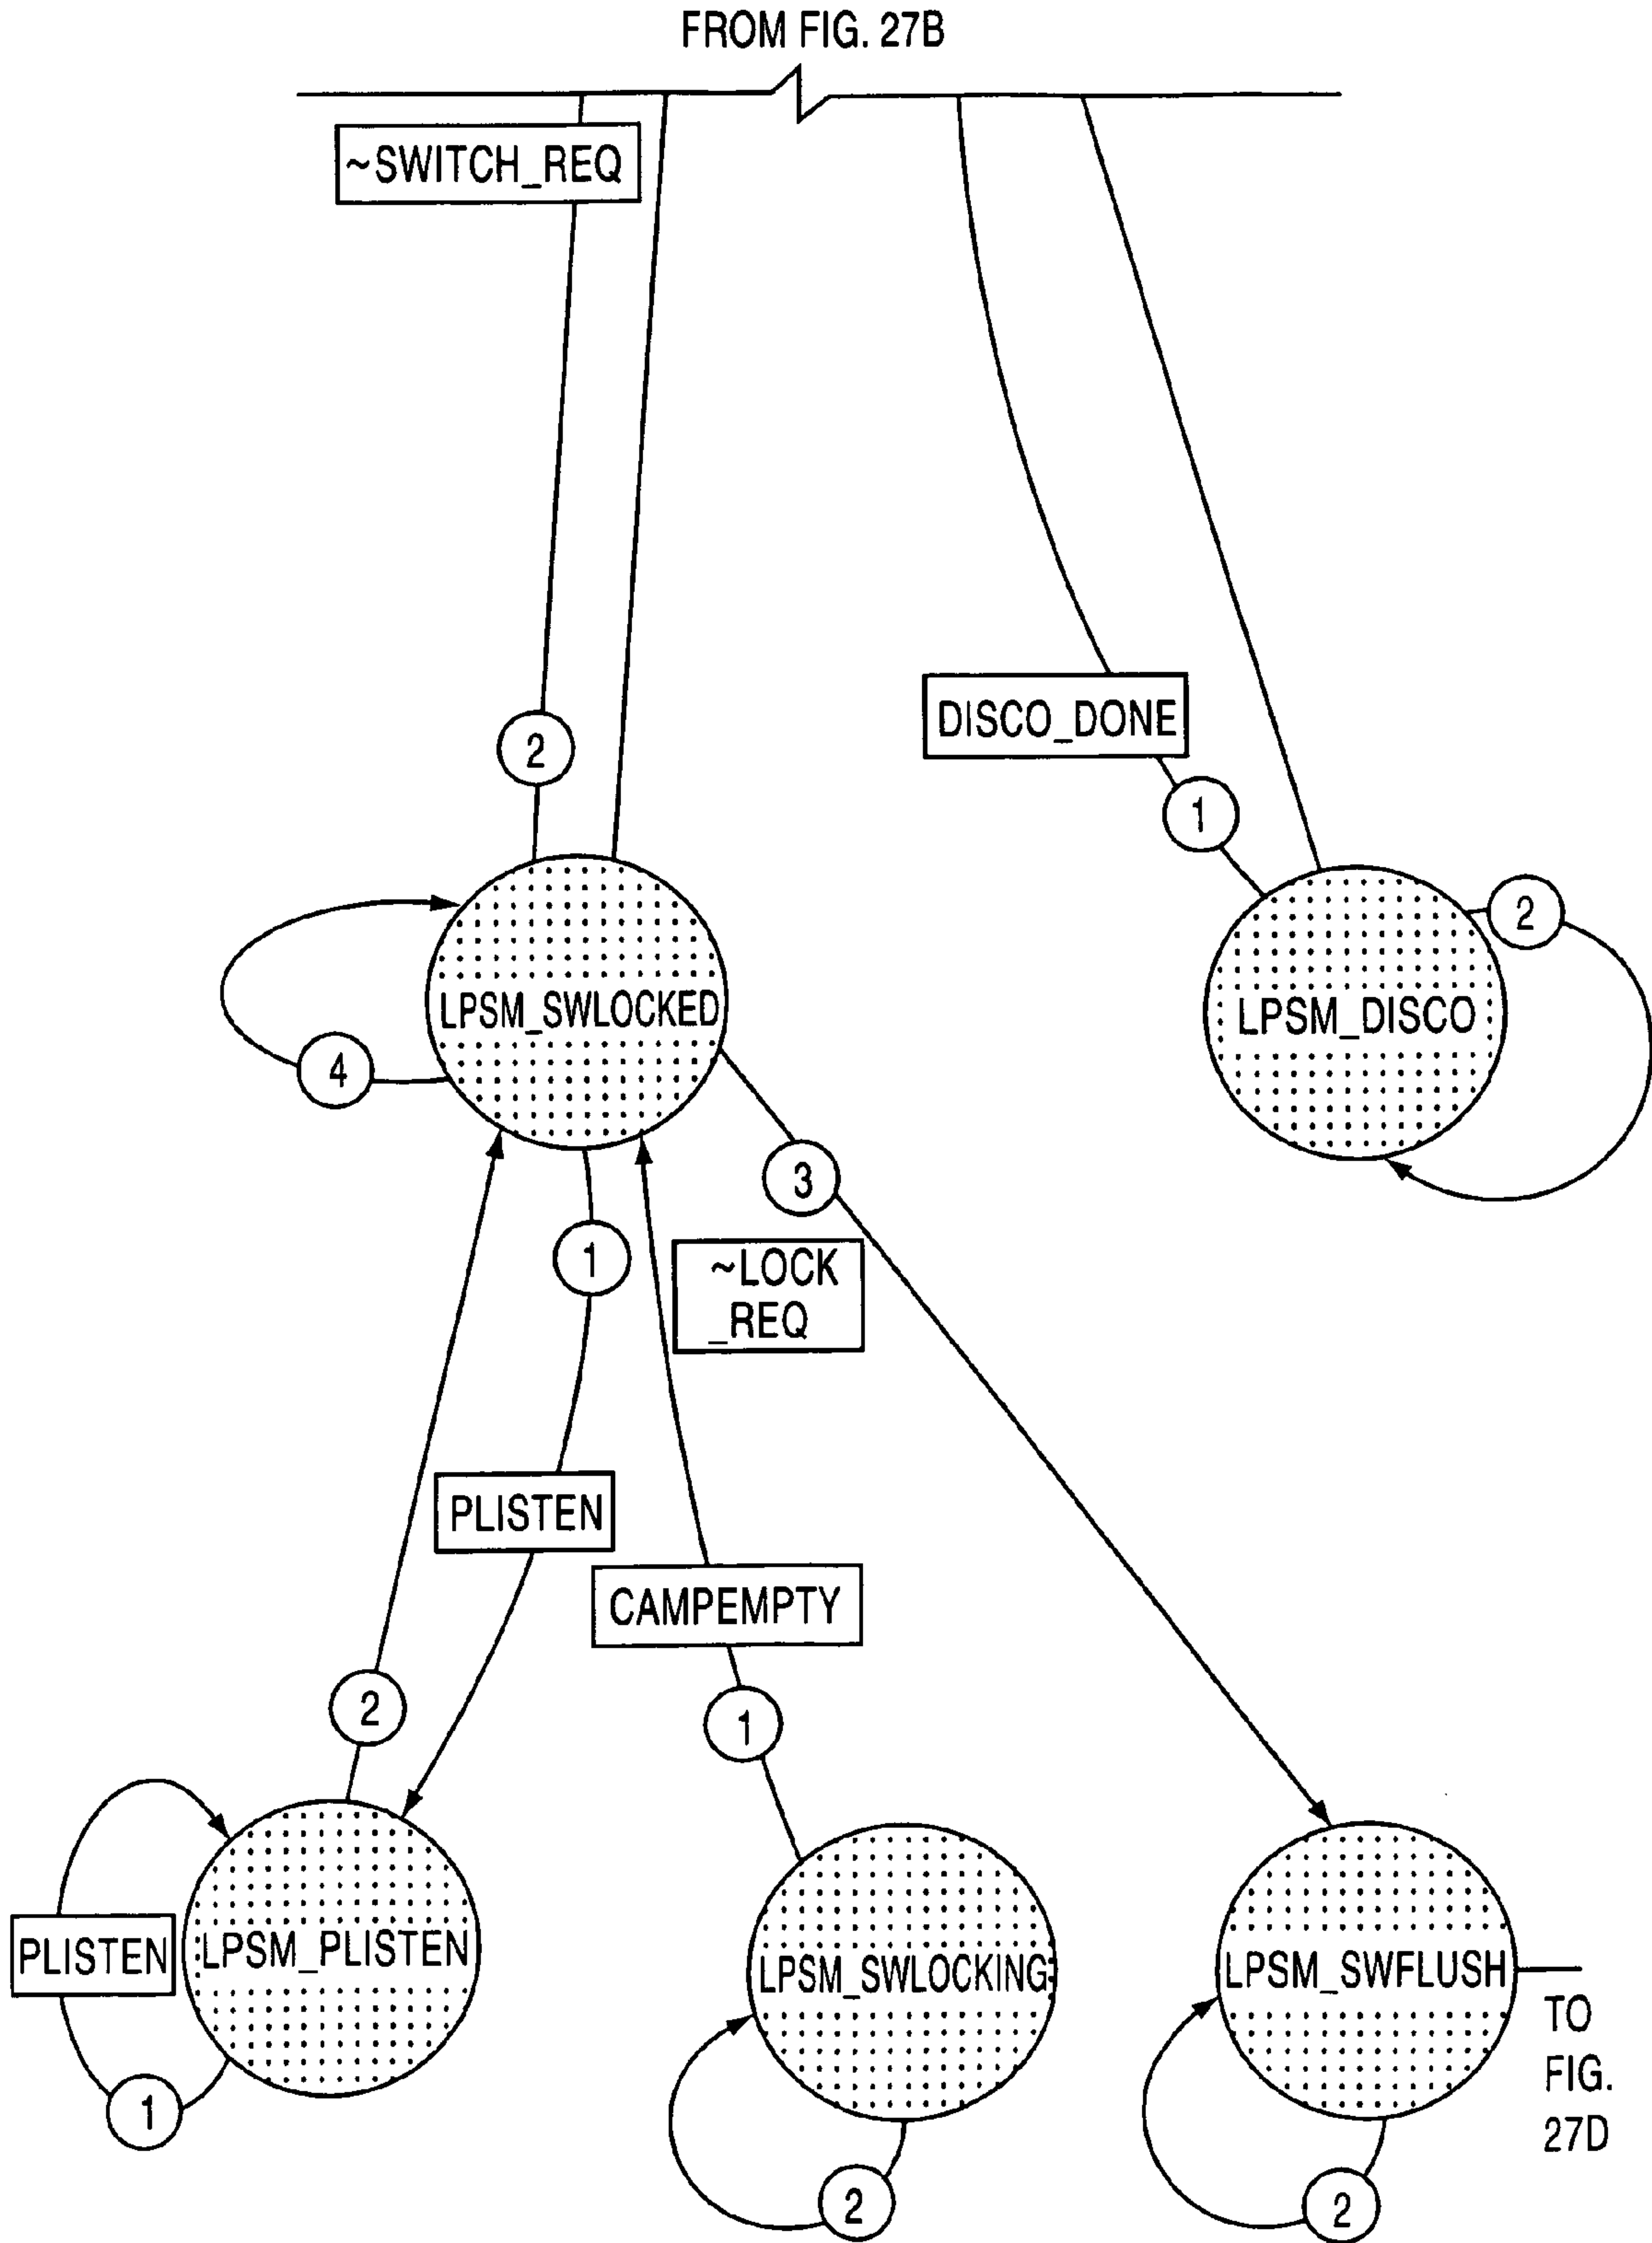 FROM FIG. 27B
~SWITCH_REQ
DISCO_DONE
2
1
2
LPSM_SWLOCKED
LPSM_DISCO
4
3
1
~LOCK
_REQ
PLISTEN
CAMPEMPTY
2
1
PLISTEN
LPSM_PLISTEN
LPSM_SWLOCKING
LPSM_SWFLUSH
TO
FIG.
27D
1
2
2